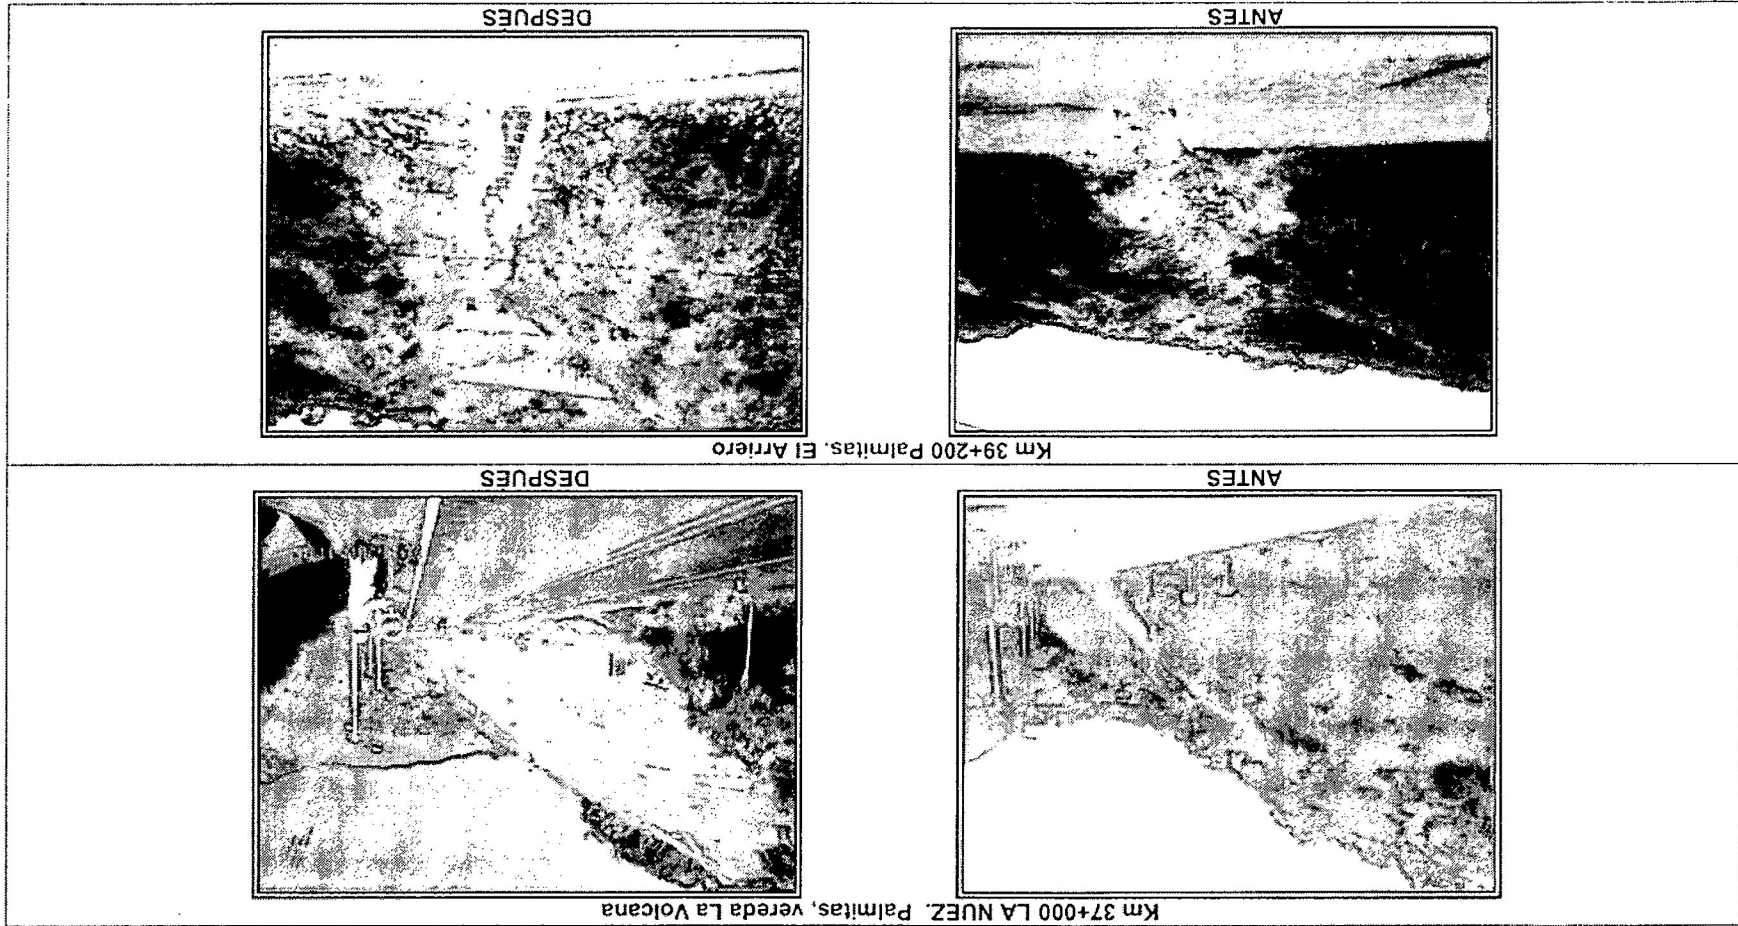 Km 37+000 LA NUEZ. Palmitas, vereda La Volcana
ANTES
DESPUES
Km 39+200 Palmitas. El Arriero
ANTES
DESPUES